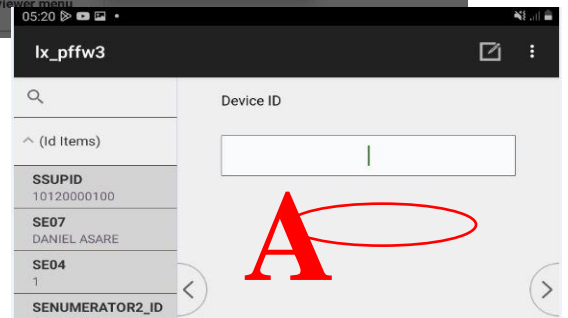 viewer menu
05:20
lx_pffw3
Device ID
(Id Items)
SSUPID
10120000100
SE07
DANIEL ASARE
SE04
1
SENUMERATOR2_ID
A